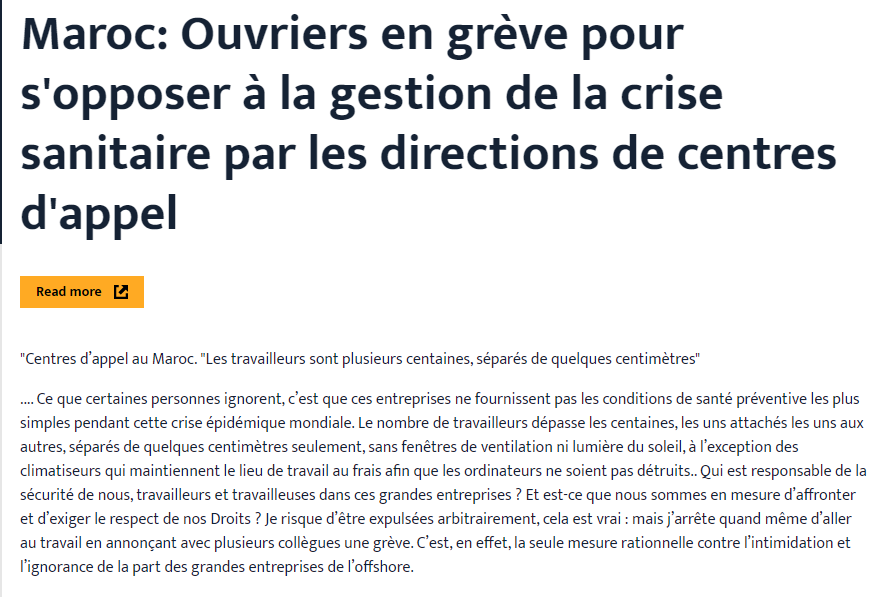 Maroc: Ouvriers en grève pour
s'opposer à la gestion de la crise
sanitaire par les directions de centres
d'appel
Read more
"Centres d’appel au Maroc. "Les travailleurs sont plusieurs centaines, séparés de quelques centimètres"
.... Ce que certaines personnes ignorent, c’est que ces entreprises ne fournissent pas les conditions de santé préventive les plus
simples pendant cette crise épidémique mondiale. Le nombre de travailleurs dépasse les centaines, les uns attachés les uns aux
autres, séparés de quelques centimètres seulement, sans fenêtres de ventilation ni lumière du soleil, à l’exception des
climatiseurs qui maintiennent le lieu de travail au frais afin que les ordinateurs ne soient pas détruits.. Qui est responsable de la
sécurité de nous, travailleurs et travailleuses dans ces grandes entreprises ? Et est-ce que nous sommes en mesure d’affronter
et d’exiger le respect de nos Droits ? Je risque d’être expulsées arbitrairement, cela est vrai : mais j’arrête quand même d’aller
au travail en annonçant avec plusieurs collègues une grève. C’est, en effet, la seule mesure rationnelle contre l’intimidation et
l’ignorance de la part des grandes entreprises de l’offshore.